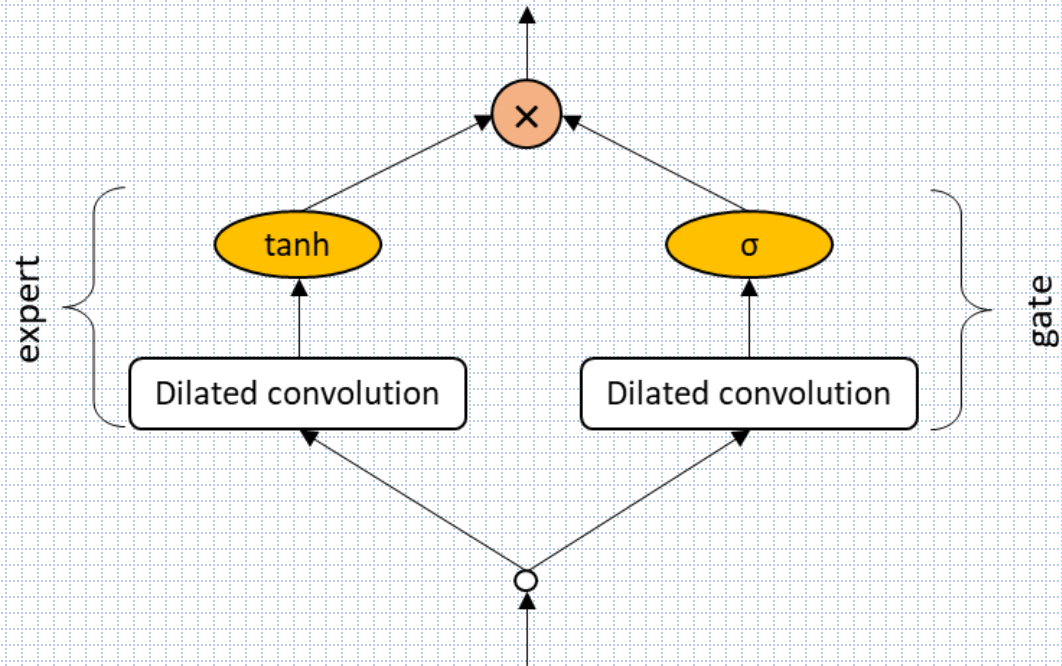 ×
tanh
σ
expert
gate
Dilated convolution
Dilated convolution